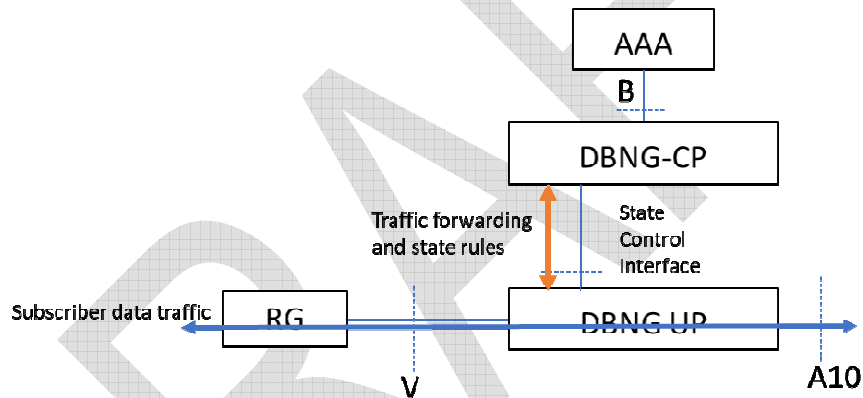 AAA
B
DBNG-CP
Traffic forwarding
and state rules
State
Control
Interface
Subscriber data traffic
RG
DBNG UP
V
A10